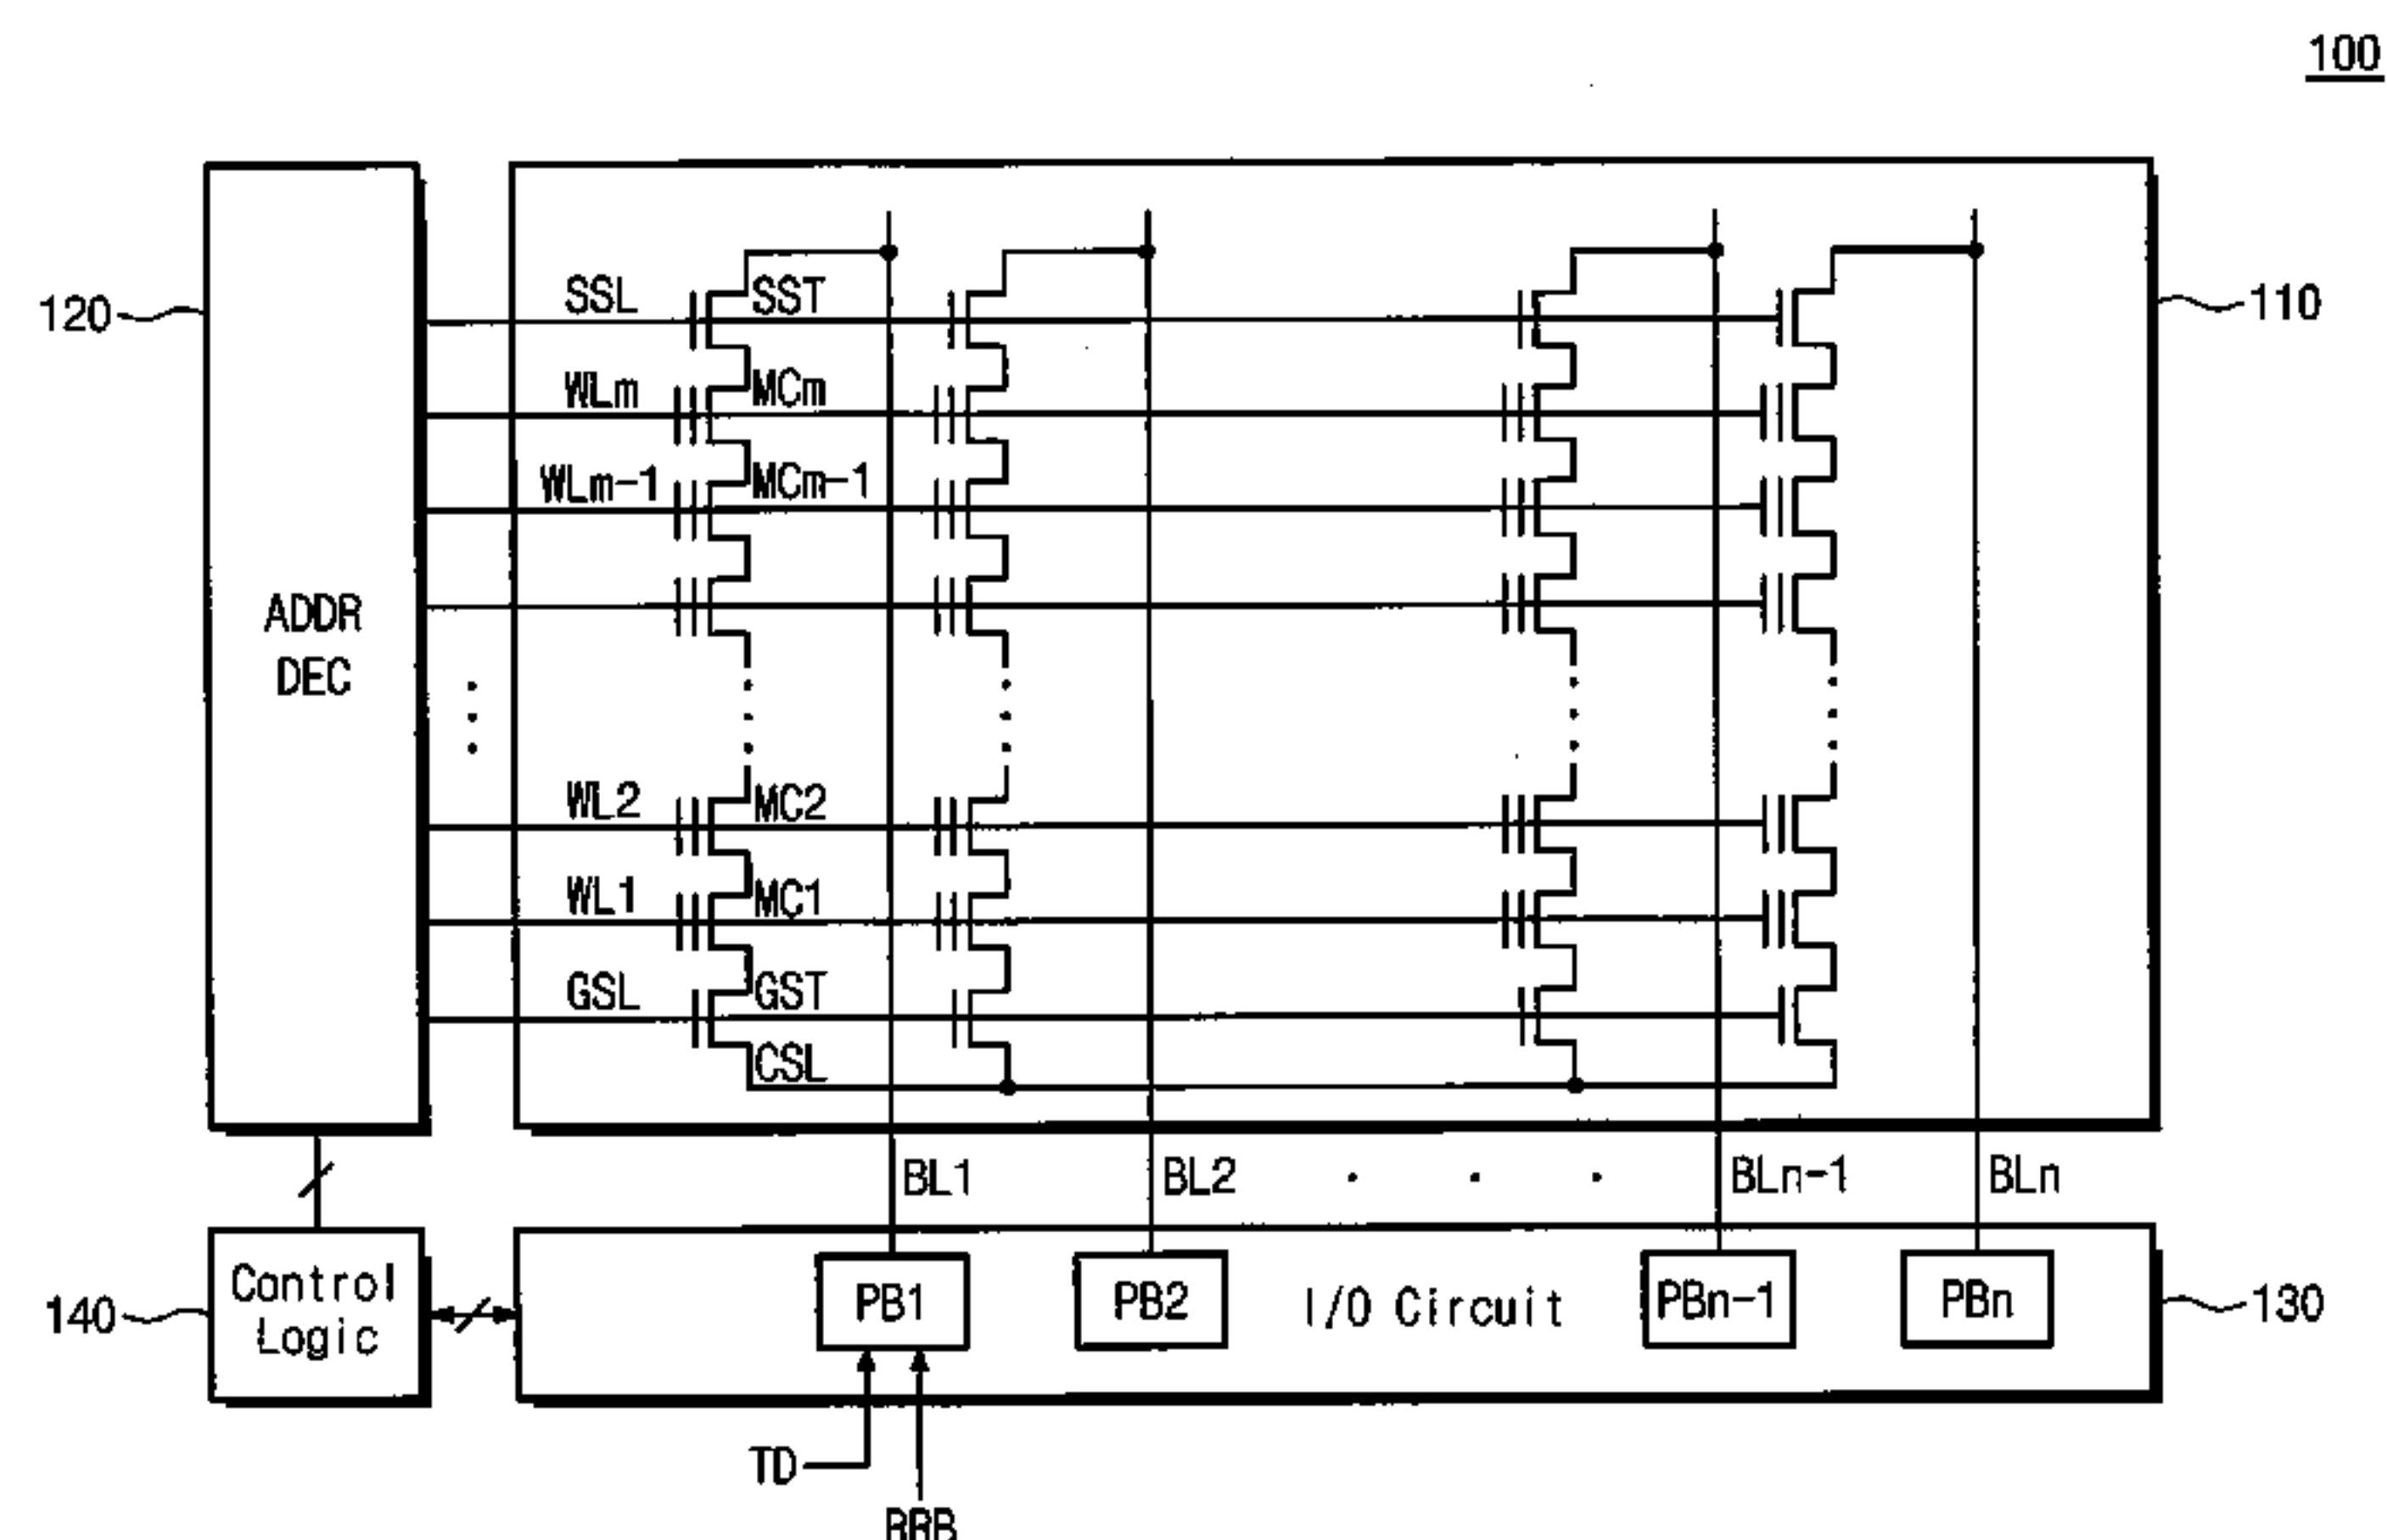 100
120
110
SSL
SST
WLm
MCm
WLm-1
MCm-1
ADDR
DEC
WL2
MC2
WL1
MC1
GSL
GST
CSL
BL1
BL2
BLn-1
BLn
140
Control
Logic
PB1
PB2
I/O Circuit
PBn-1
PBn
130
TD